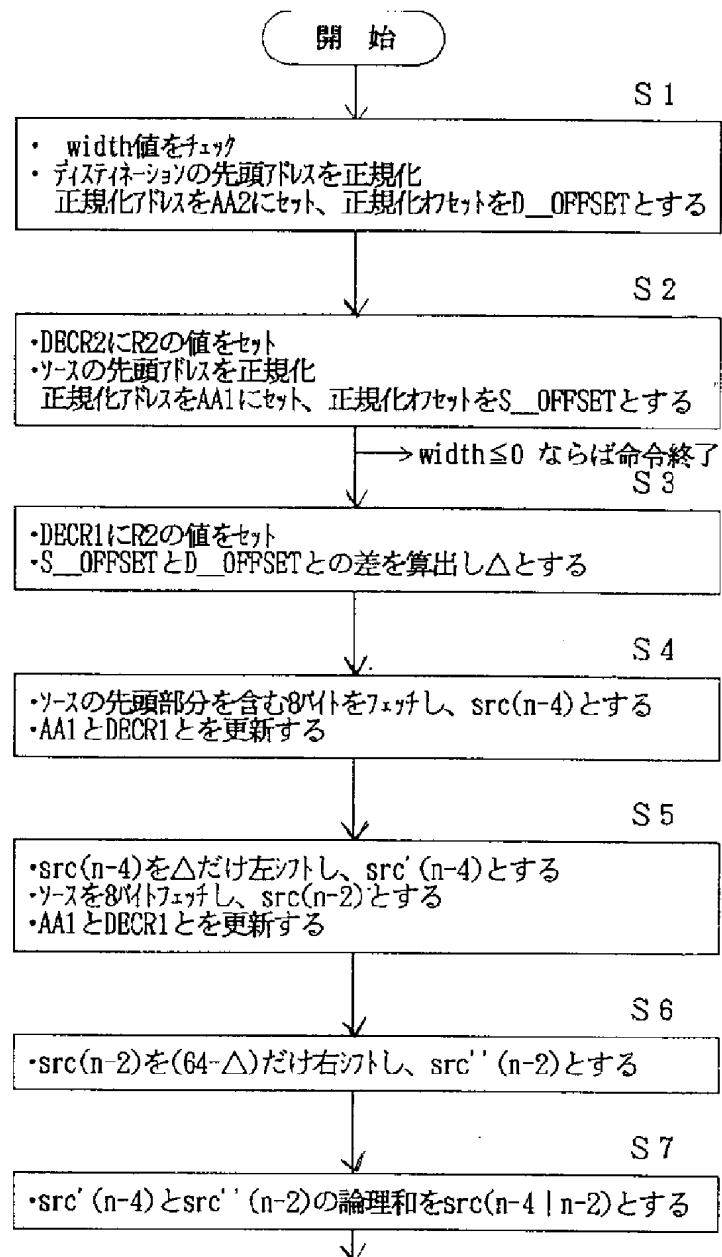 開 始
S 1
・ width値をチェック
・ディスティネーションの先頭アドレスを正規化
正規化アドレスをAA2にセット、正規化オフセットをD__OFFSETとする
S 2
・DECR2にR2の値をセット
・ソースの先頭アドレスを正規化
正規化アドレスをAA1にセット、正規化オフセットをS__OFFSETとする
width≦0 ならば命令終了
S 3
・DECR1にR2の値をセット
・S__OFFSETとD__OFFSETとの差を算出し△とする
S 4
・ソースの先頭部分を含む8バイトをフェッチし、src(n-4)とする
・AA1とDECR1とを更新する
S 5
・src(n-4)を△だけ左シフトし、src'(n-4)とする
・ソースを8バイトフェッチし、src(n-2)とする
・AA1とDECR1とを更新する
S 6
・src(n-2)を(64-△)だけ右シフトし、src''(n-2)とする
S 7
・src'(n-4)とsrc''(n-2)の論理和をsrc(n-4|n-2)とする